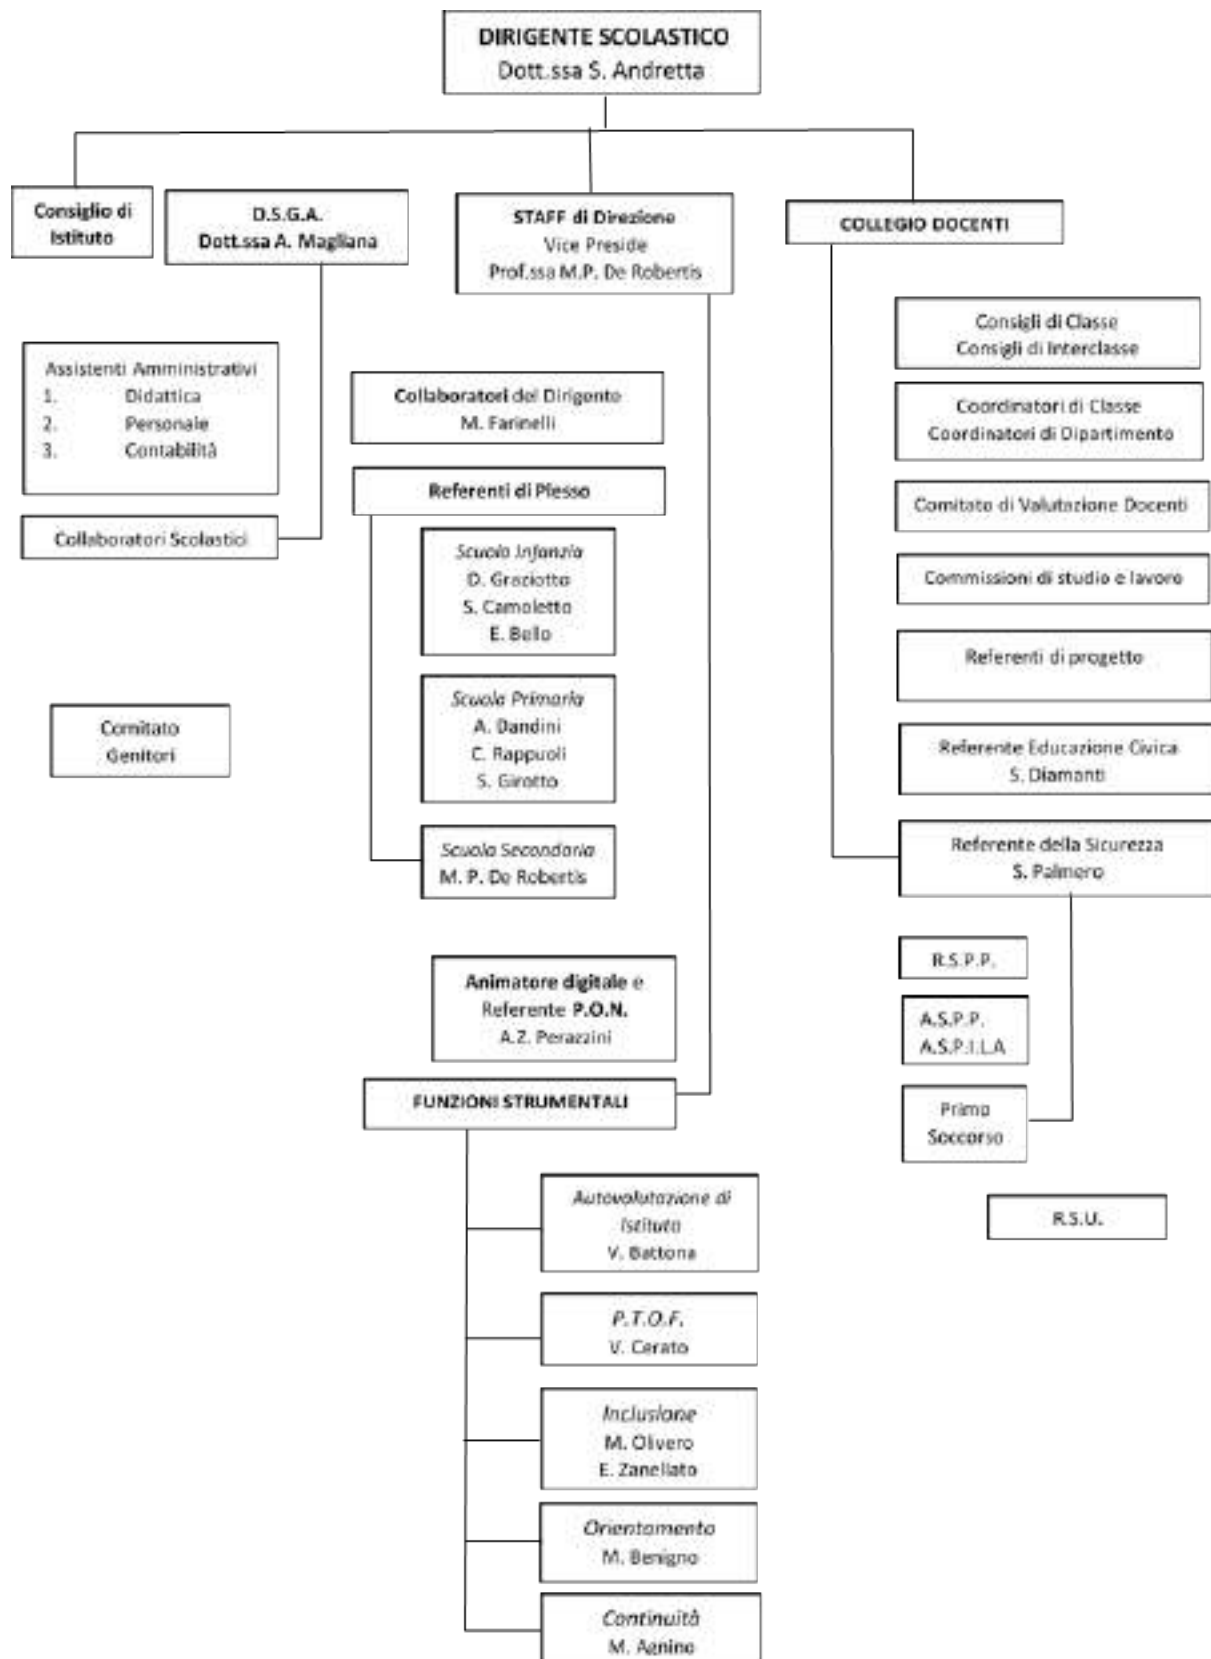 DIRIGENTE SCOLASTICO
Dott.ssa S. Andretta
Consiglio di
Istituto
D.S.G.A.
Dott.ssa A. Magliana
STAFF di Direzione
Vice Preside
Prof.ssa M.P. De Robertis
COLLEGIO DOCENTI
Assistenti Amministrativi
1. Didattica
2. Personale
3. Contabilità
Collaboratori Scolastici
Comitato
Genitori
Collaboratori del Dirigente
M. Farinelli
Referenti di Plesso
Scuola Infanzia
D. Graziotto
S. Camoletto
E. Bello
Scuola Primaria
A. Dandini
C. Rappuoli
S. Girotto
Scuola Secondaria
M. P. De Robertis
Animatore digitale e
Referente P.O.N.
A.Z. Perazzini
FUNZIONI STRUMENTALI
Autovalutazione di
Istituto
V. Battona
P.T.O.F.
V. Cerato
Inclusione
M. Olivero
E. Zanellato
Orientamento
M. Benigno
Continuità
M. Agnino
Consigli di Classe
Consigli di Interclasse
Coordinatori di Classe
Coordinatori di Dipartimento
Comitato di Valutazione Docenti
Commissioni di studio e lavoro
Referenti di progetto
Referente Educazione Civica
S. Diamanti
Referente della Sicurezza
S. Palmero
R.S.P.P.
A.S.P.P.
A.S.P.I.L.A
Primo
Soccorso
R.S.U.